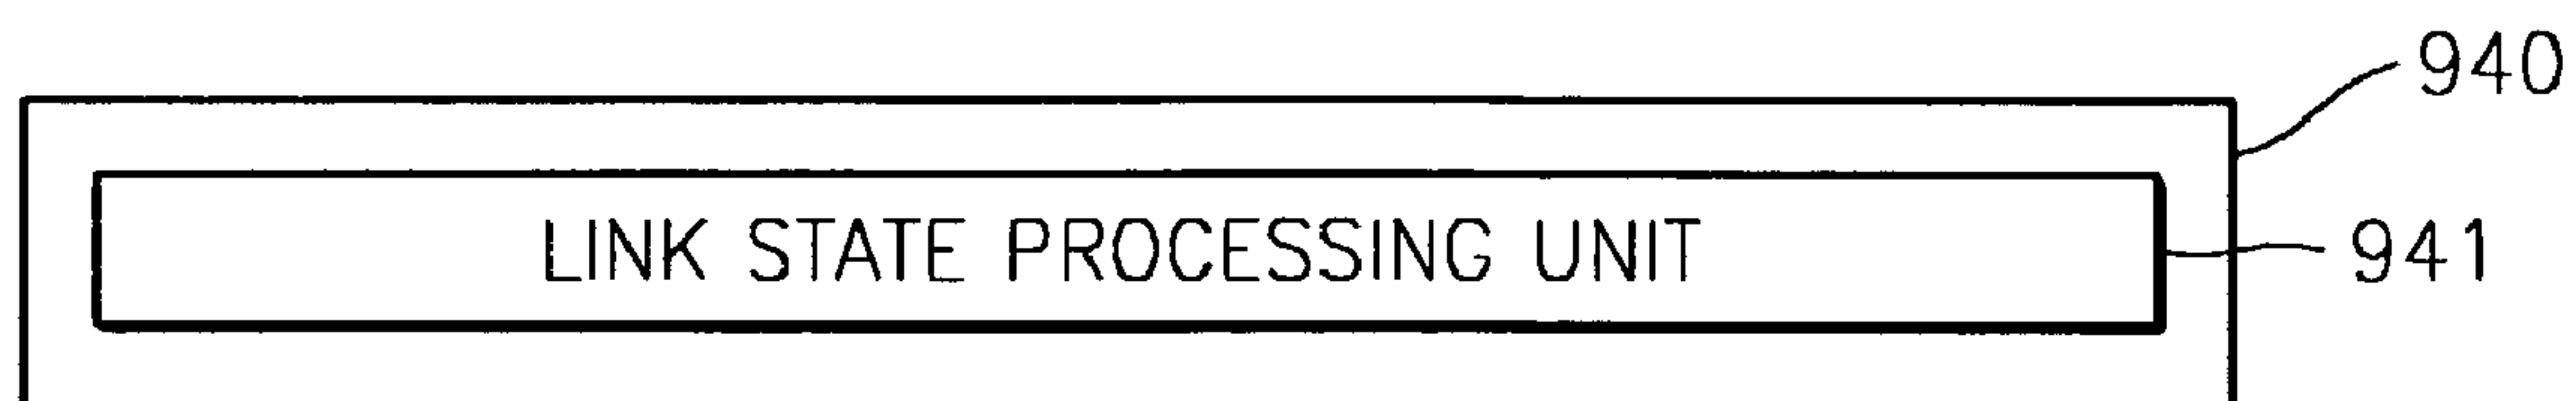 940
LINK STATE PROCESSING UNIT 941